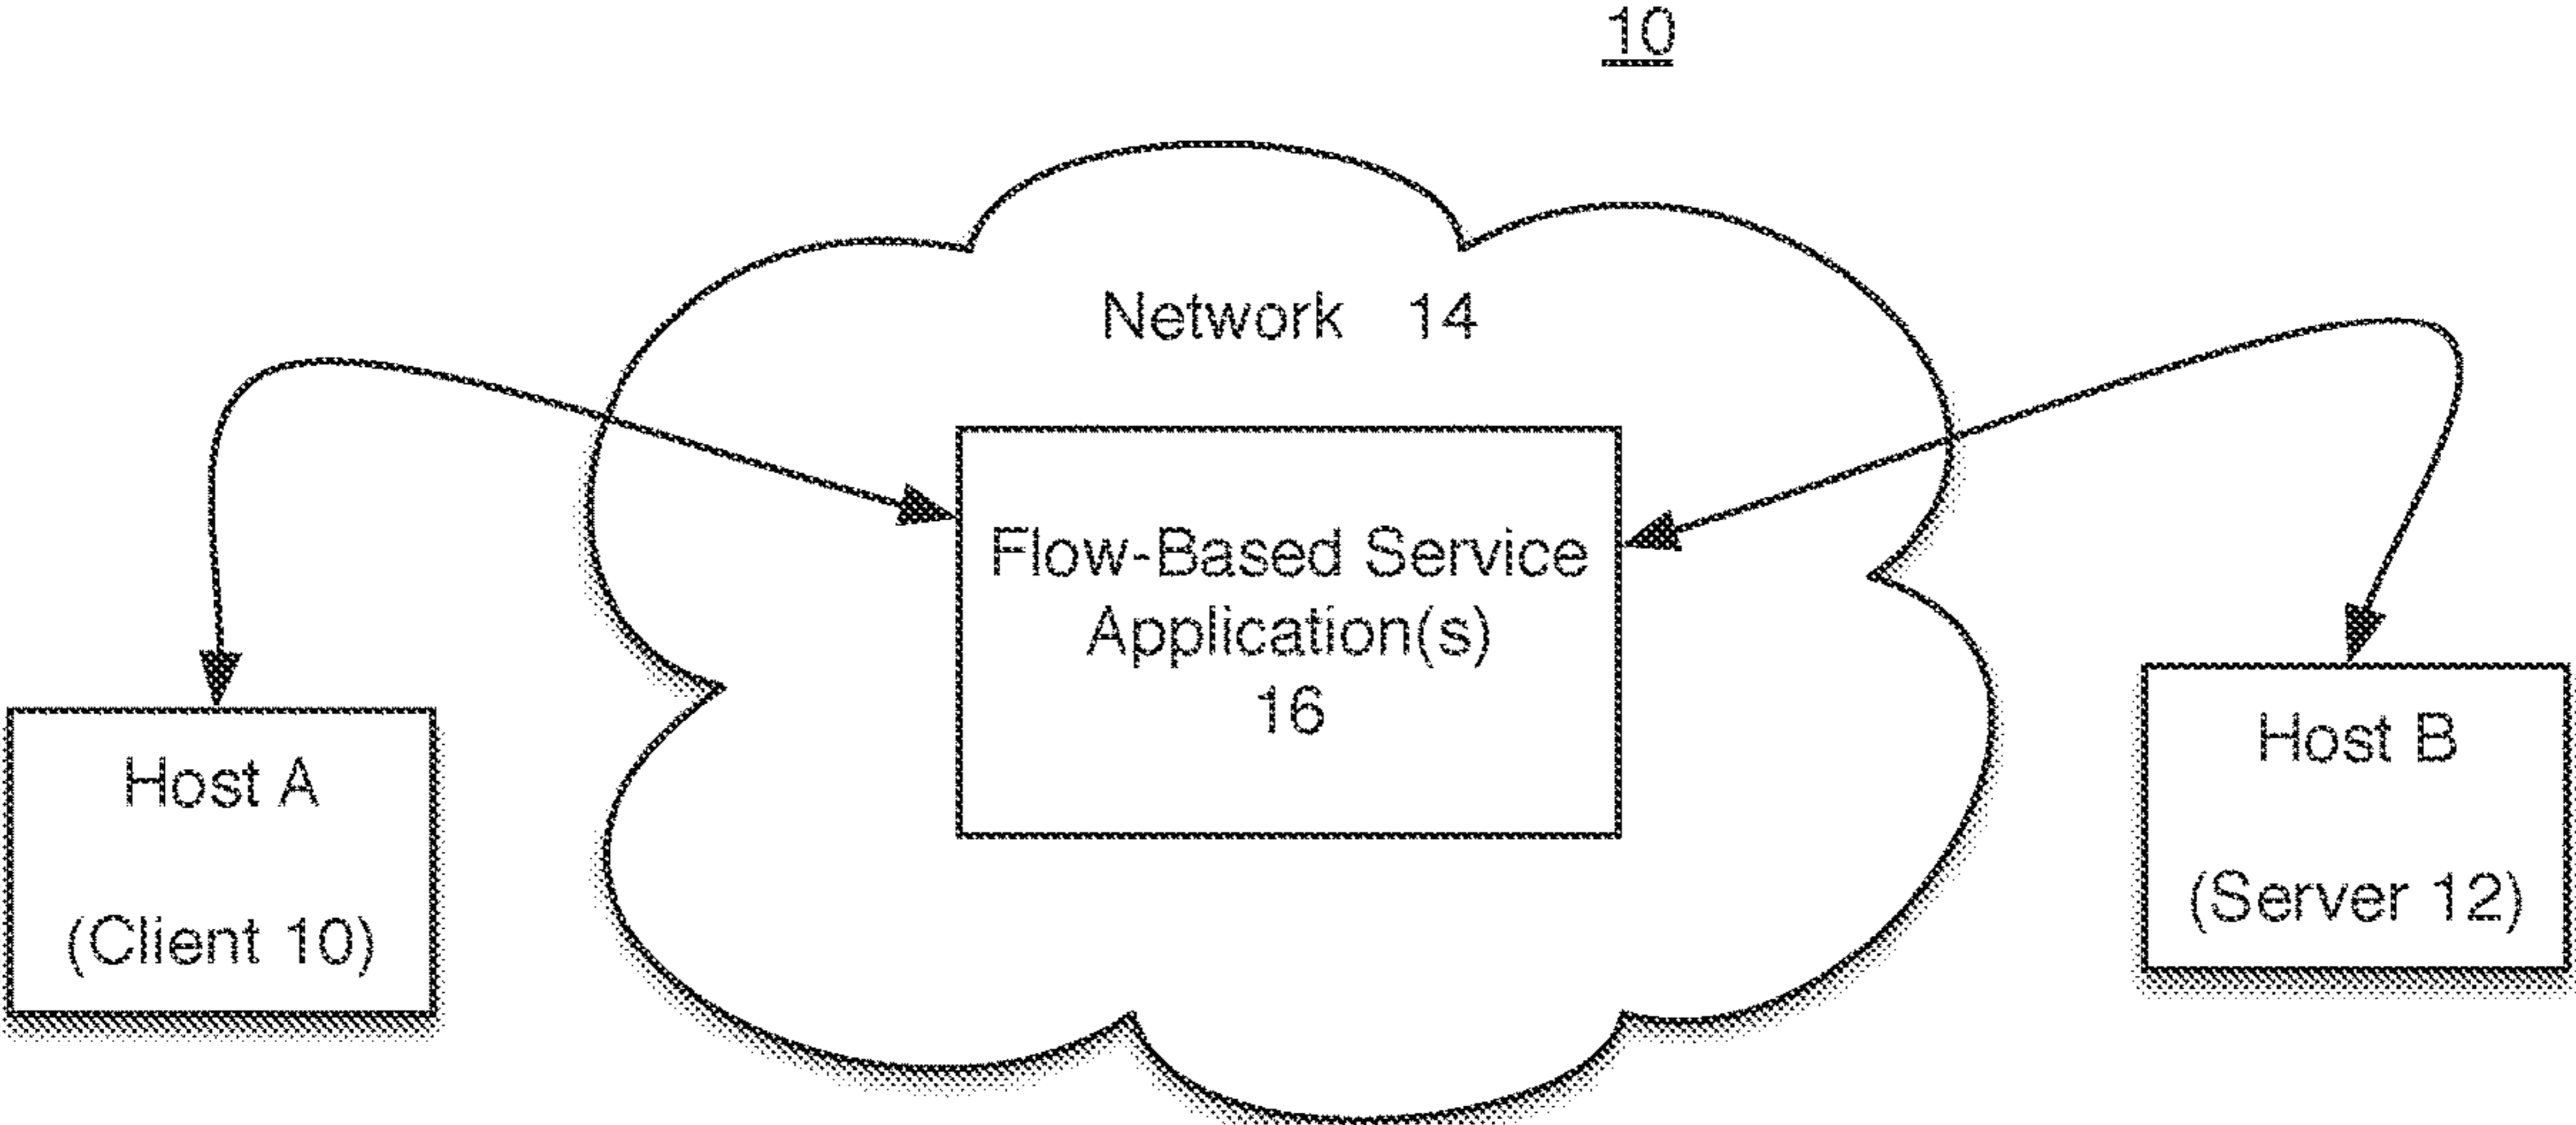 10
Network 14
Flow-Based Service
Application(s)
16
Host A
(Client 10)
Host B
(Server 12)